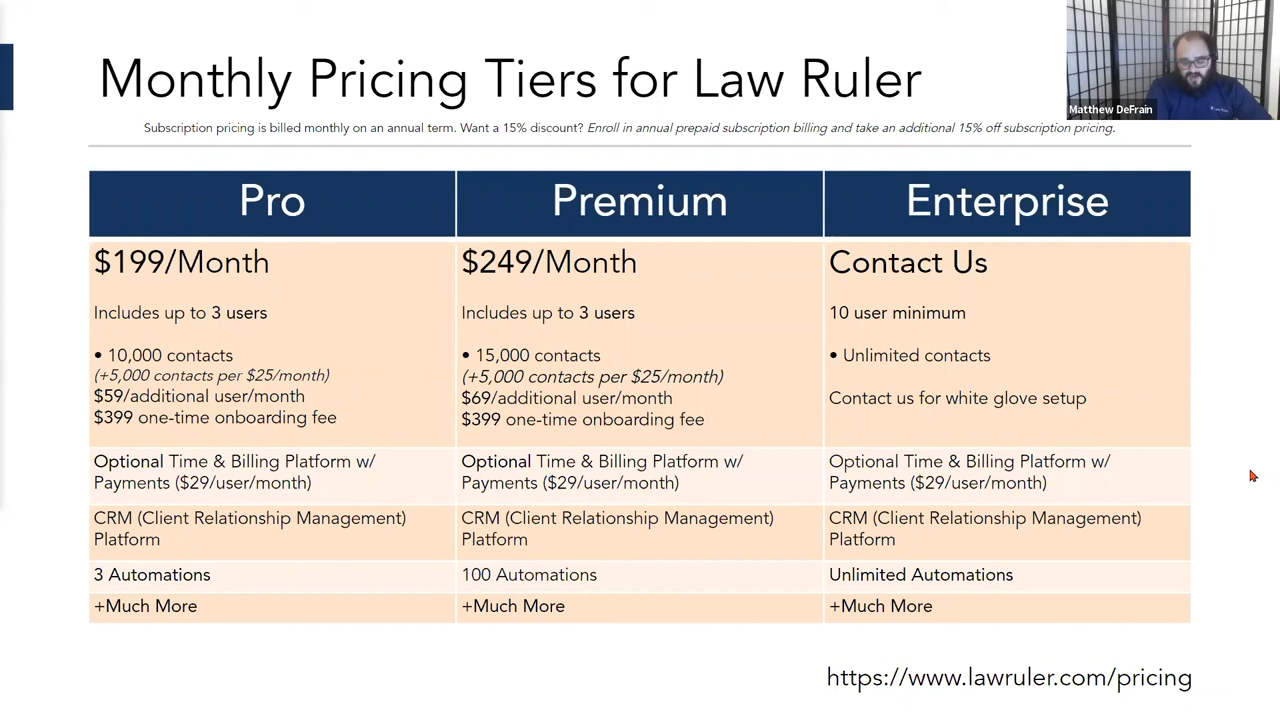 Monthly Pricing Tiers for Law Ruler
Matthew DeFrain
Subscription pricing is billed monthly on an annual term. Want a 15% discount? Enroll in annual prepaid subscription billing and take an additional 15% off subscription pricing.
Pro
Premium
Enterprise
$199/Month
Includes up to 3 users
• 10,000 contacts
(+5,000 contacts per $25/month)
$59/additional user/month
$399 one-time onboarding fee
$249/Month
Includes up to 3 users
• 15,000 contacts
(+5,000 contacts per $25/month)
$69/additional user/month
$399 one-time onboarding fee
Contact Us
10 user minimum
• Unlimited contacts
Contact us for white glove setup
Optional Time & Billing Platform w/
Payments ($29/user/month)
Optional Time & Billing Platform w/
Payments ($29/user/month)
Optional Time & Billing Platform w/
Payments ($29/user/month)
CRM (Client Relationship Management)
Platform
CRM (Client Relationship Management)
Platform
CRM (Client Relationship Management)
Platform
3 Automations
100 Automations
Unlimited Automations
+Much More
+Much More
+Much More
https://www.lawruler.com/pricing